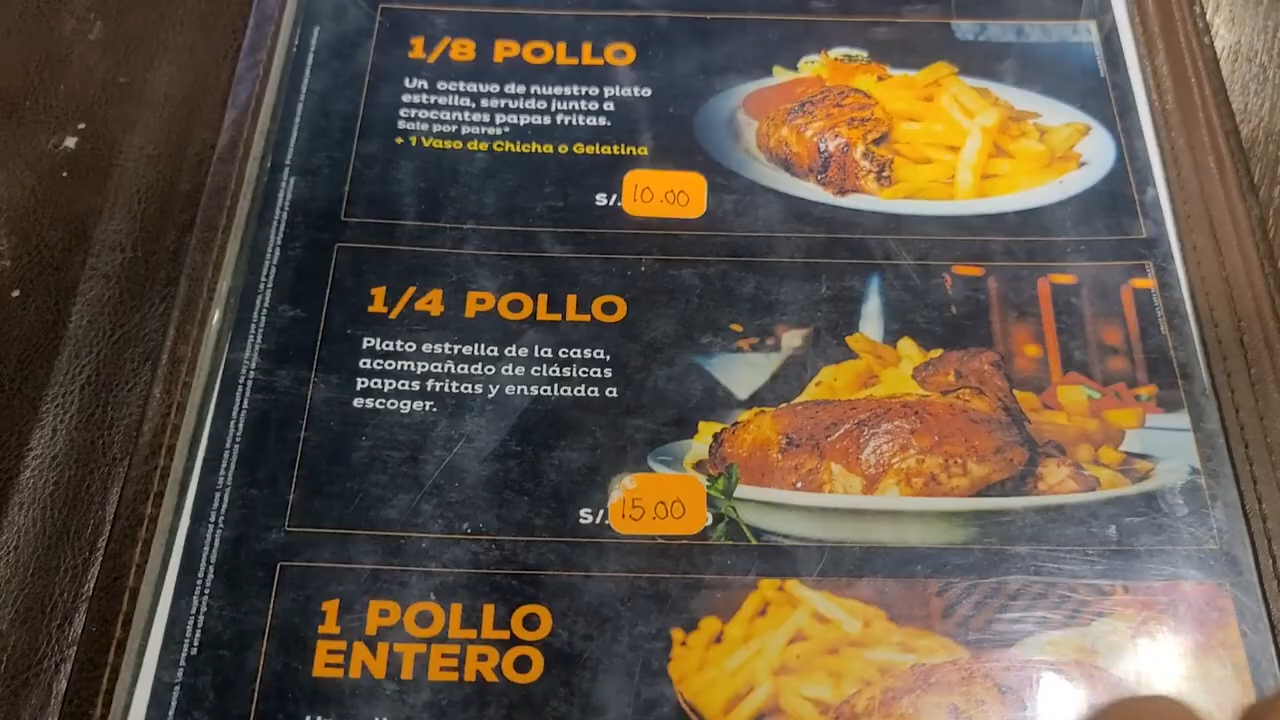 1/8 POLLO
Un octavo de nuestro plato
estrella, servido junto a
crocantes papas fritas.
Sale por pares*
+ 1 Vaso de Chicha o Gelatina
S/. 10.00
1/4 POLLO
Plato estrella de la casa,
acompañado de clásicas
papas fritas y ensalada a
escoger.
S/. 15.00
1 POLLO
ENTERO